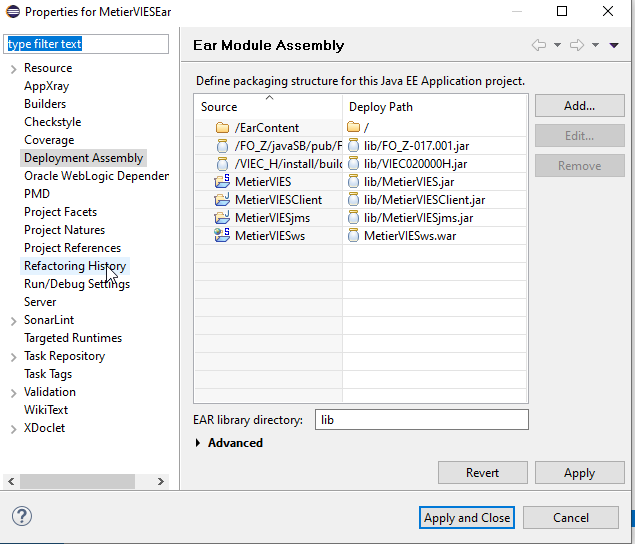 Properties for MetierVIESEar
type filter text
Resource
AppXray
Builders
Checkstyle
Coverage
Deployment Assembly
Oracle WebLogic Dependen
PMD
Project Facets
Project Natures
Project References
Refactoring History
Run/Debug Settings
Server
SonarLint
Targeted Runtimes
Task Repository
Task Tags
Validation
WikiText
XDoclet
Ear Module Assembly
Define packaging structure for this Java EE Application project.
Source Deploy Path
/EarContent /
/FO_Z/javaSB/pub/F lib/FO_Z-017.001.jar
/VIEC_H/install/build lib/VIEC020000H.jar
MetierVIES lib/MetierVIES.jar
MetierVIESClient lib/MetierVIESClient.jar
MetierVIESjms lib/MetierVIESjms.jar
MetierVIESws MetierVIESws.war
Add...
Edit...
Remove
EAR library directory: lib
Advanced
Revert Apply
? Apply and Close Cancel